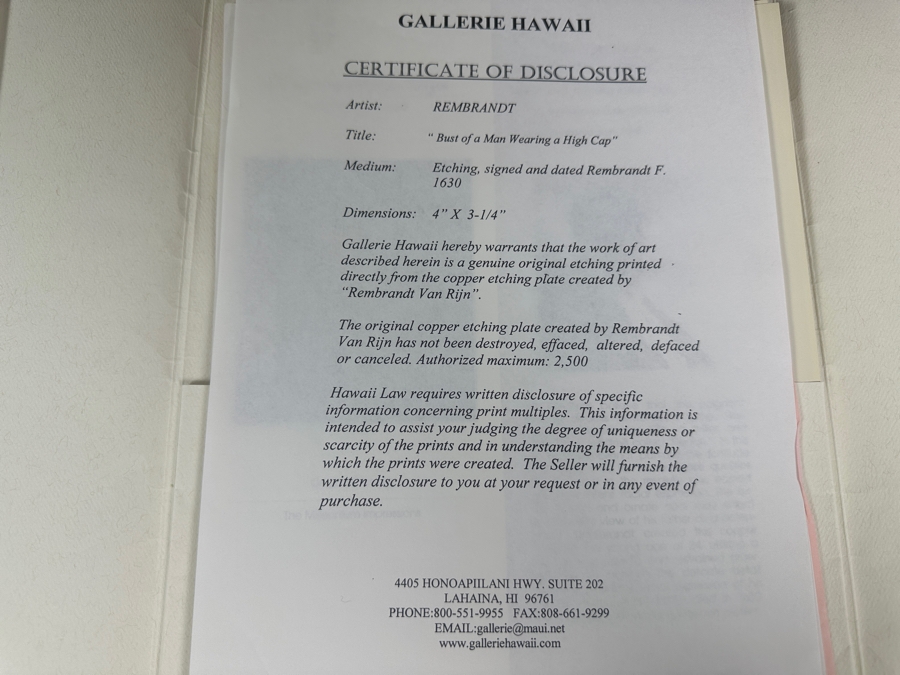 GALLERIE HAWAII
CERTIFICATE OF DISCLOSURE
Artist: REMBRANDT
Title: " Bust of a Man Wearing a High Cap"
Medium: Etching, signed and dated Rembrandt F.
1630
Dimensions: 4" X 3-1/4"
Gallerie Hawaii hereby warrants that the work of art
described herein is a genuine original etching printed
directly from the copper etching plate created by
"Rembrandt Van Rijn".
The original copper etching plate created by Rembrandt
Van Rijn has not been destroyed, effaced, altered, defaced
or canceled. Authorized maximum: 2,500
Hawaii Law requires written disclosure of specific
information concerning print multiples. This information is
intended to assist your judging the degree of uniqueness or
scarcity of the prints and in understanding the means by
which the prints were created. The Seller will furnish the
written disclosure to you at your request or in any event of
purchase.
4405 HONOAPIILANI HWY. SUITE 202
LAHAINA, HI 96761
PHONE:800-551-9955 FAX:808-661-9299
EMAIL:gallerie@maui.net
www.galleriehawaii.com